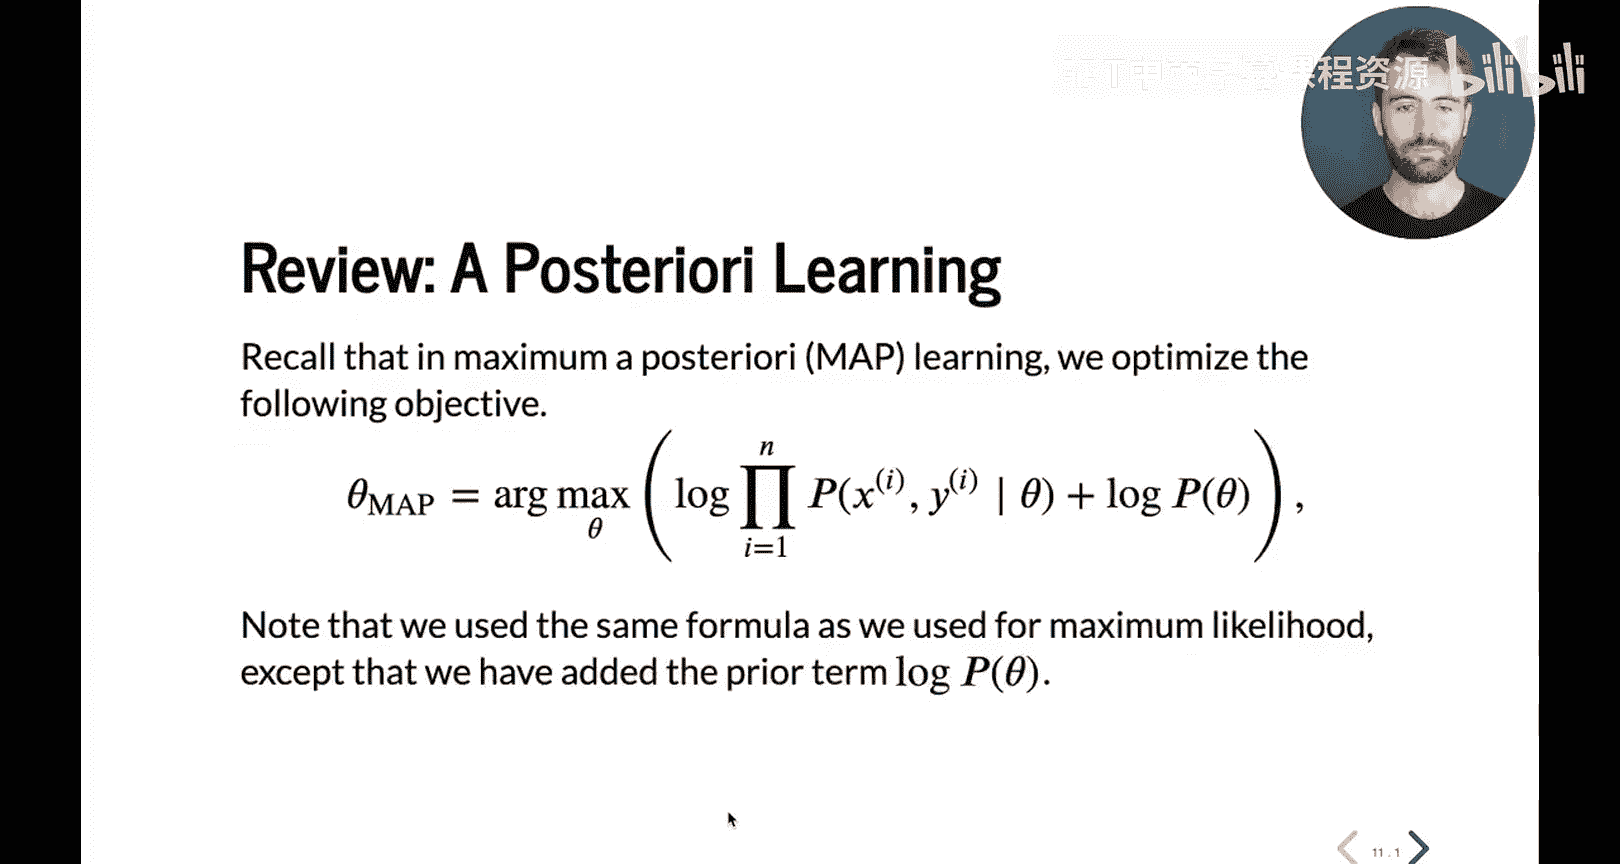 程资源 bilibili
Review: A Posteriori Learning
Recall that in maximum a posteriori (MAP) learning, we optimize the
following objective.
θ_MAP = arg max_θ ( log ∏_{i=1}^{n} P(x^{(i)}, y^{(i)} | θ) + log P(θ) ) ,
Note that we used the same formula as we used for maximum likelihood,
except that we have added the prior term log P(θ).
11 . 1